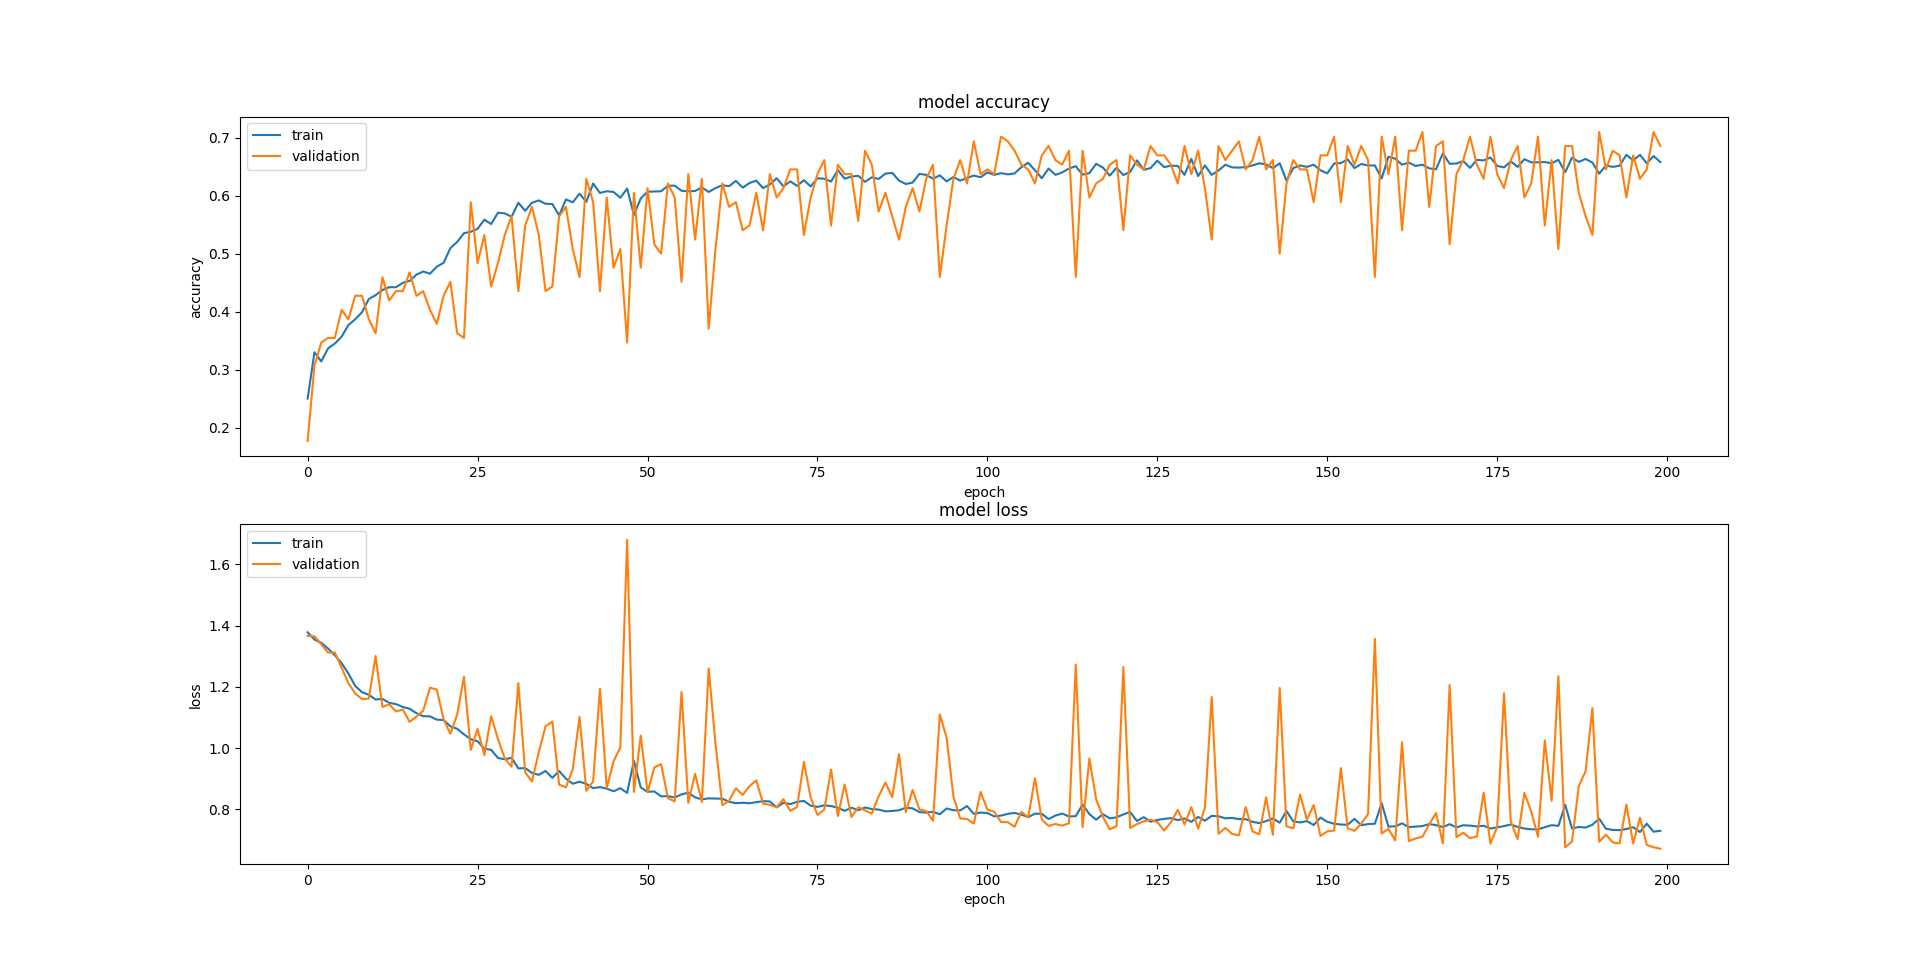 model accuracy
train
validation
0.7
0.6
0.5
0.4
0.3
0.2
accuracy
0 25 50 75 100 125 150 175 200
epoch
model loss
train
validation
1.6
1.4
1.2
1.0
0.8
loss
0 25 50 75 100 125 150 175 200
epoch